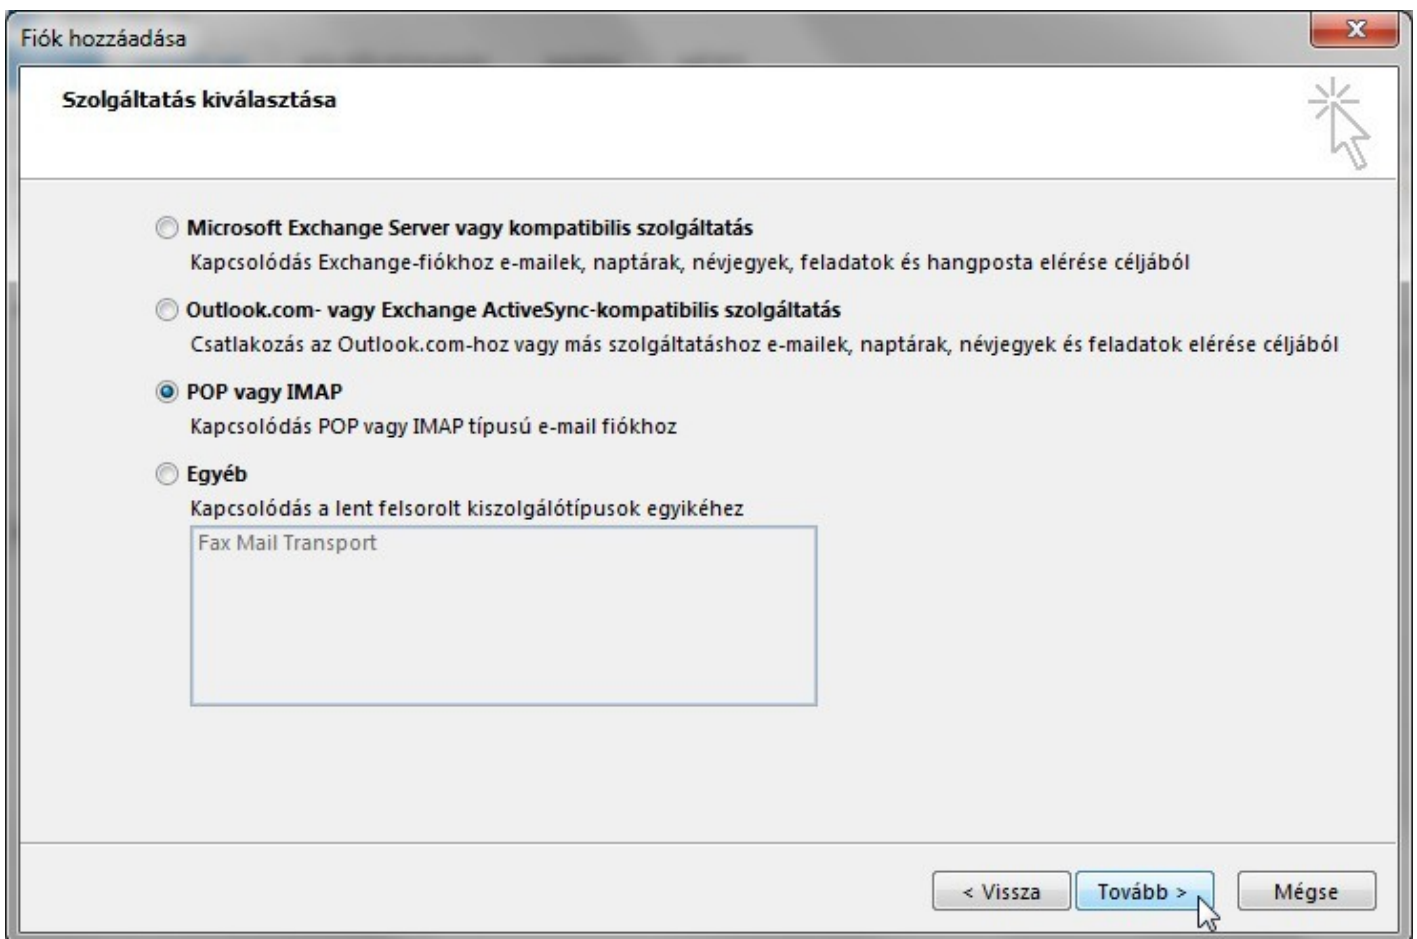 Fiók hozzáadása
Szolgáltatás kiválasztása
Microsoft Exchange Server vagy kompatibilis szolgáltatás
Kapcsolódás Exchange-fiókhoz e-mailek, naptárak, névjegyek, feladatok és hangposta elérése céljából
Outlook.com- vagy Exchange ActiveSync-kompatibilis szolgáltatás
Csatlakozás az Outlook.com-hoz vagy más szolgáltatáshoz e-mailek, naptárak, névjegyek és feladatok elérése céljából
POP vagy IMAP
Kapcsolódás POP vagy IMAP típusú e-mail fiókhoz
Egyéb
Kapcsolódás a lent felsorolt kiszolgálótípusok egyikéhez
Fax Mail Transport
< Vissza
Tovább >
Mégse